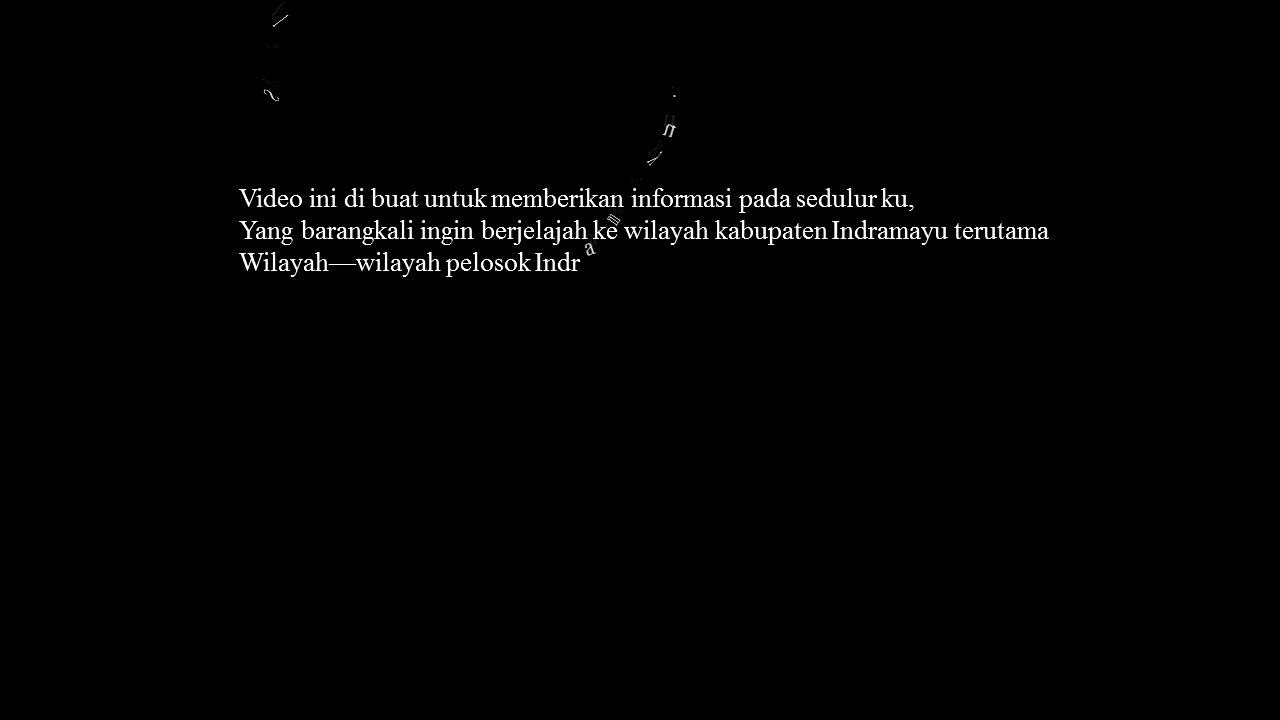 Video ini di buat untuk memberikan informasi pada sedulur ku,
Yang barangkali ingin berjelajah ke wilayah kabupaten Indramayu terutama
Wilayah—wilayah pelosok Indr